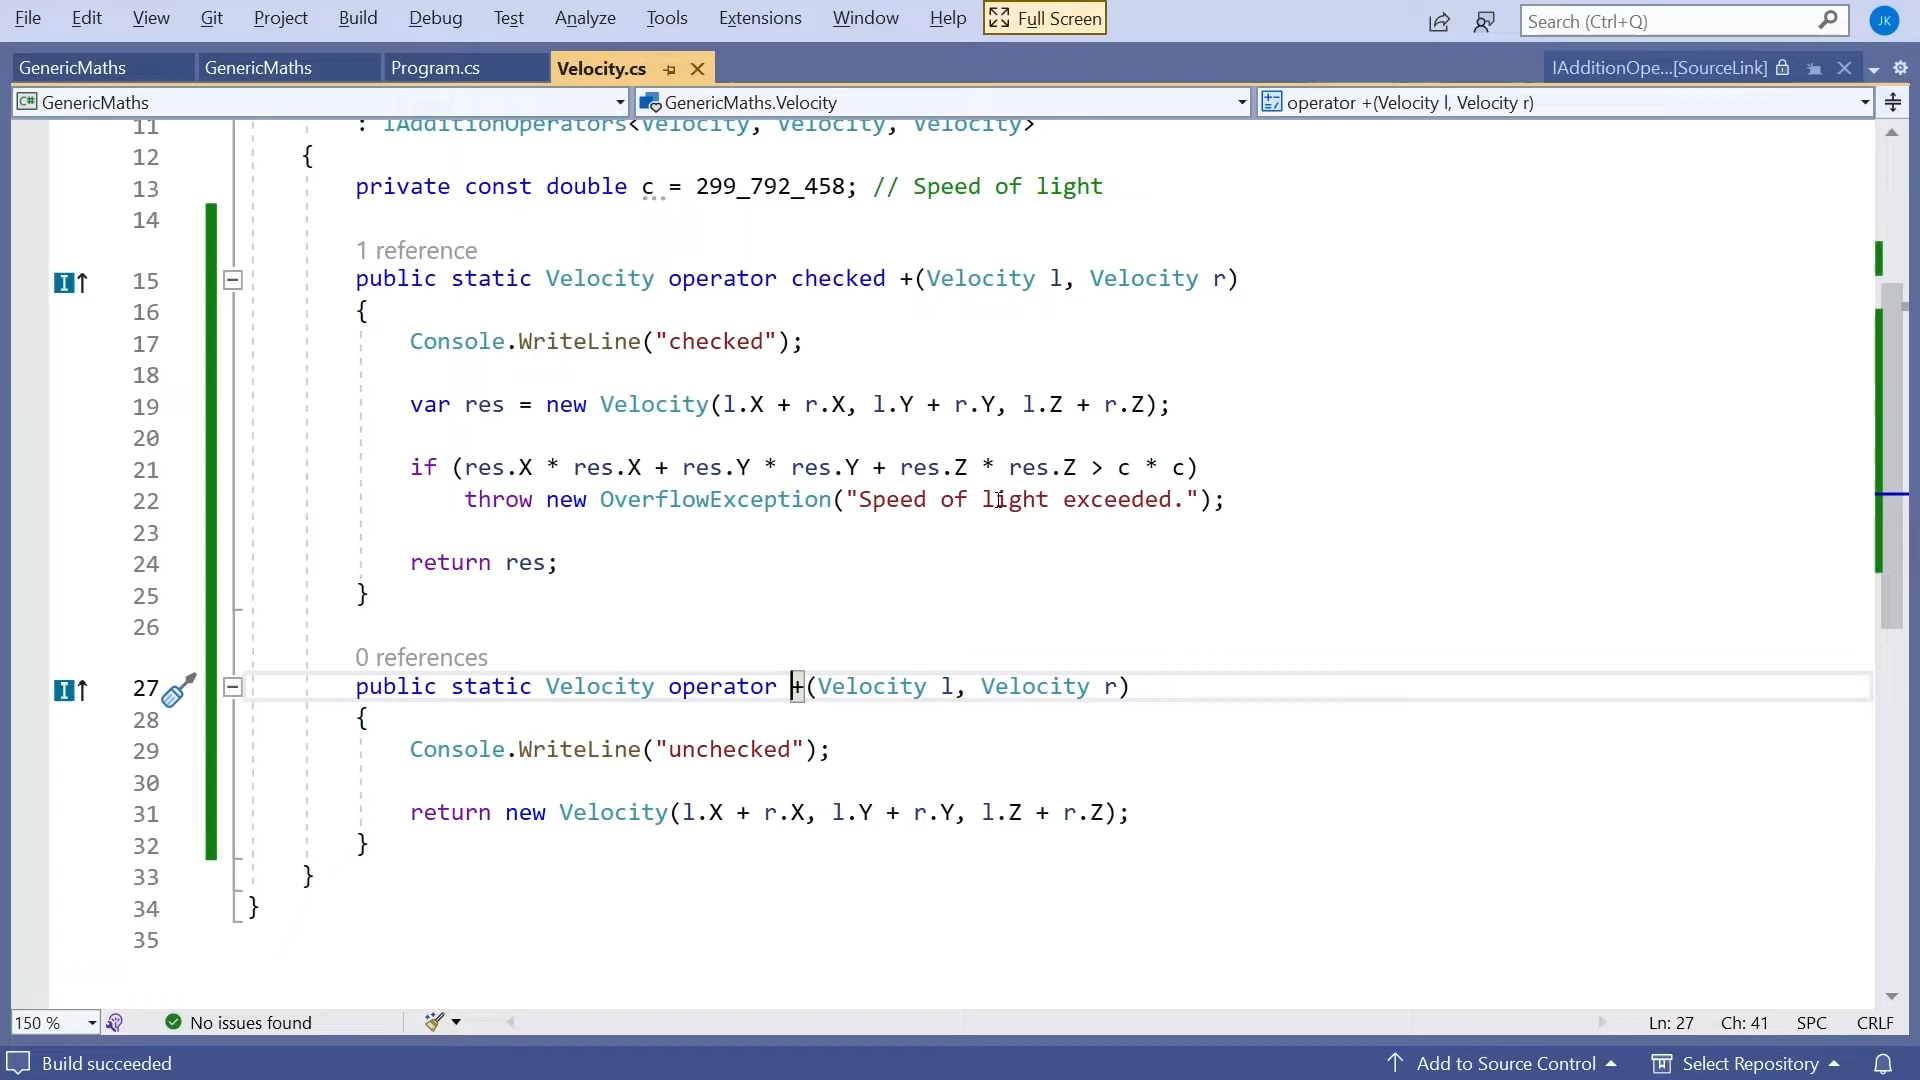 File Edit View Git Project Build Debug Test Analyze Tools Extensions Window Help Full Screen Search (Ctrl+Q) JK
GenericMaths GenericMaths Program.cs Velocity.cs IAdditionOpe...[SourceLink]
C# GenericMaths GenericMaths.Velocity operator +(Velocity l, Velocity r)
11 : IAdditionOperators<Velocity, Velocity, Velocity>
12 {
13 private const double c = 299_792_458; // Speed of light
14
1 reference
15 public static Velocity operator checked +(Velocity l, Velocity r)
16 {
17 Console.WriteLine("checked");
18
19 var res = new Velocity(l.X + r.X, l.Y + r.Y, l.Z + r.Z);
20
21 if (res.X * res.X + res.Y * res.Y + res.Z * res.Z > c * c)
22 throw new OverflowException("Speed of light exceeded.");
23
24 return res;
25 }
26
0 references
27 public static Velocity operator +(Velocity l, Velocity r)
28 {
29 Console.WriteLine("unchecked");
30
31 return new Velocity(l.X + r.X, l.Y + r.Y, l.Z + r.Z);
32 }
33 }
34 }
35
150 % No issues found Ln: 27 Ch: 41 SPC CRLF
Build succeeded Add to Source Control Select Repository